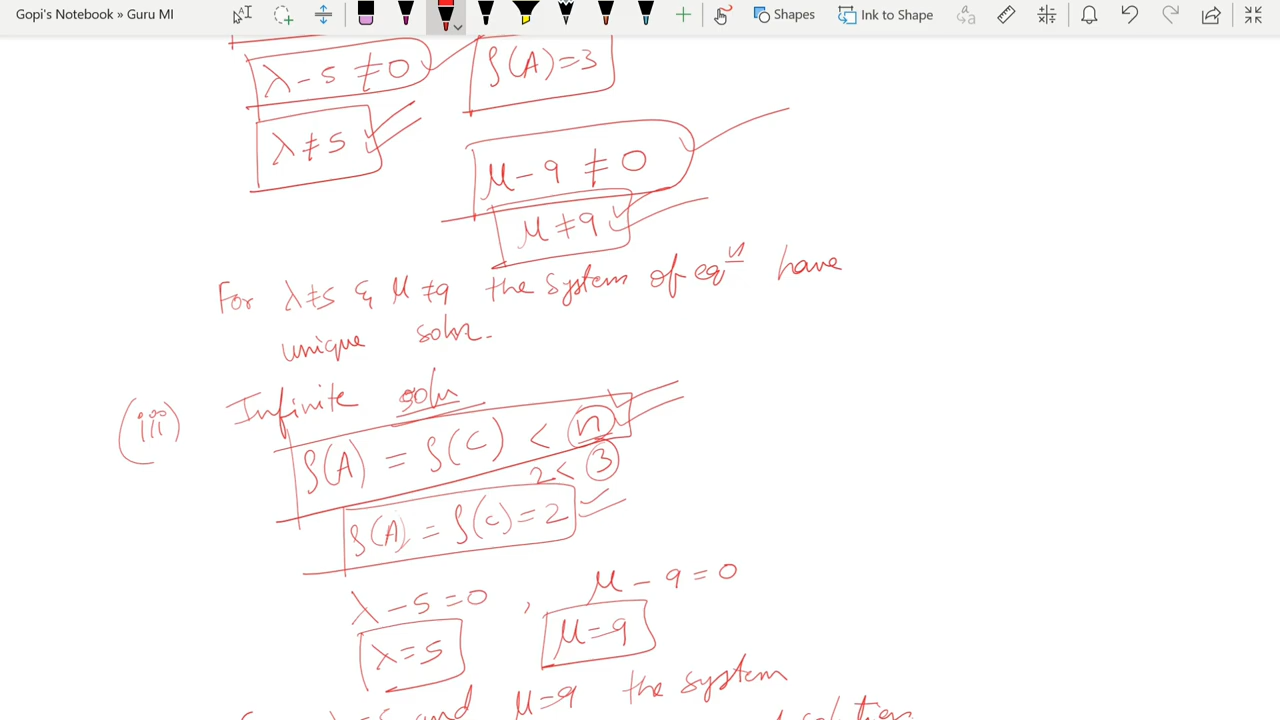 Gopi's Notebook » Guru MI
Shapes
Ink to Shape
λ - 5 ≠ 0
ρ(A) = 3
λ ≠ 5
μ - 9 ≠ 0
μ ≠ 9
For λ ≠ 5 & μ ≠ 9 the system of eqⁿ have
unique soln.
(iii) Infinite soln
ρ(A) = ρ(C) < n
2 < 3
ρ(A) = ρ(C) = 2
λ - 5 = 0 , μ - 9 = 0
λ = 5
μ = 9
and μ = 9 the system
solution